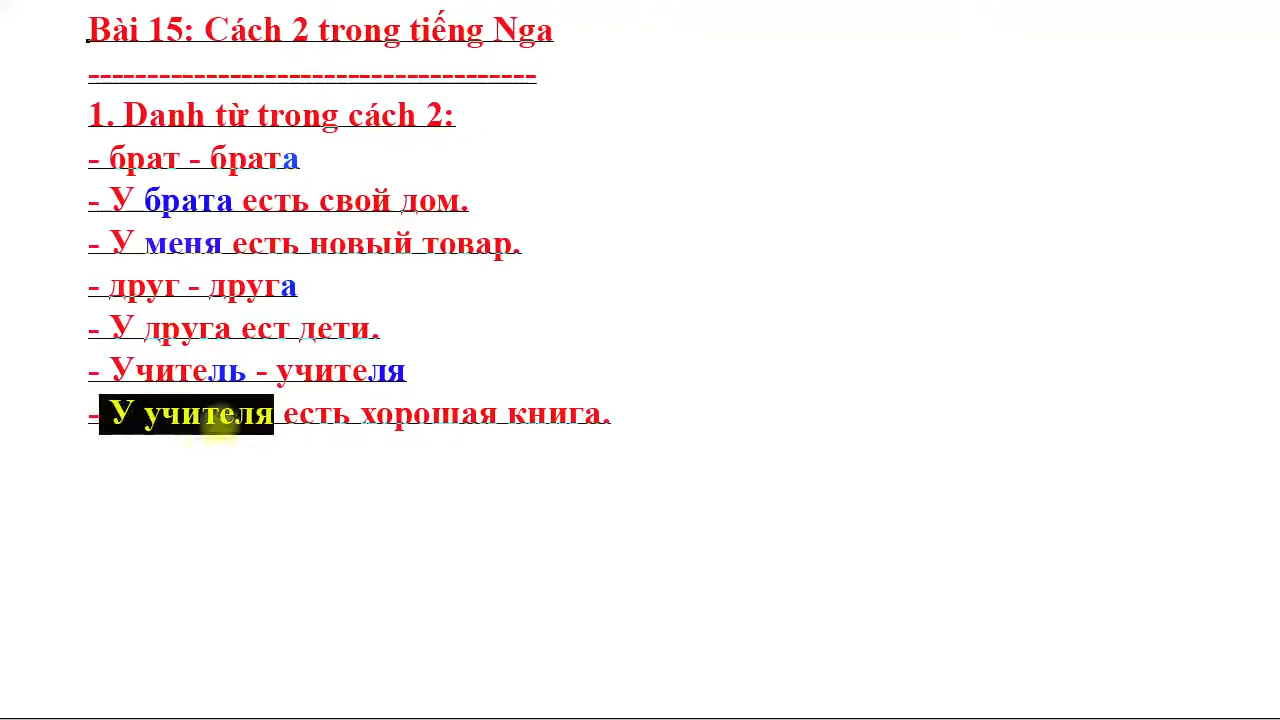 Bài 15: Cách 2 trong tiếng Nga
-----------------------------------
1. Danh từ trong cách 2:
- брат - брата
- У брата есть свой дом.
- У меня есть новый товар.
- друг - друга
- У друга ест дети.
- Учитель - учителя
- У учителя есть хорошая книга.